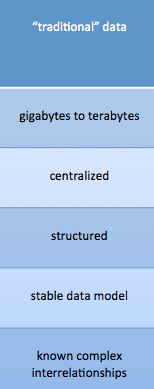 “traditional” data
gigabytes to terabytes
centralized
structured
stable data model
known complex
interrelationships